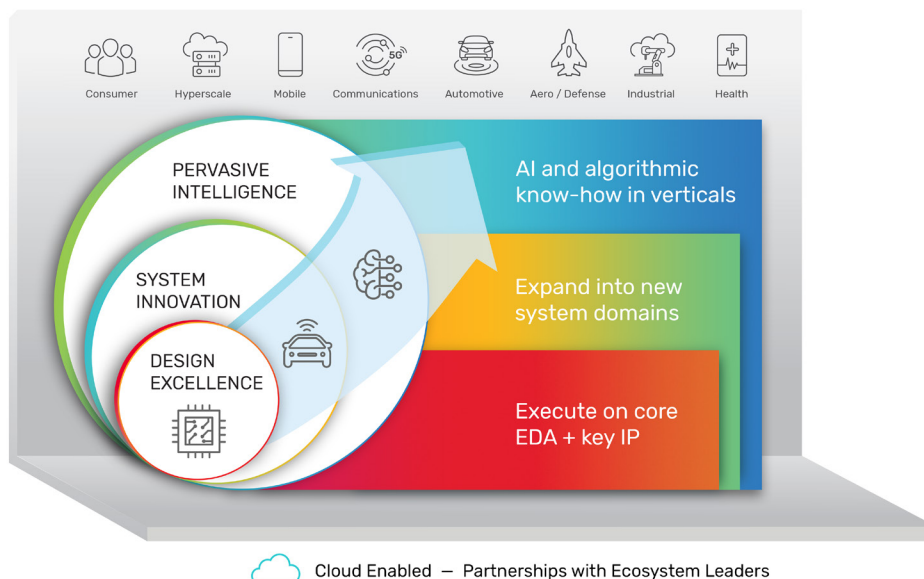 5G
Consumer
Hyperscale
Mobile
Communications
Automotive
Aero / Defense
Industrial
Health
PERVASIVE
INTELLIGENCE
AI and algorithmic
know-how in verticals
SYSTEM
INNOVATION
Expand into new
system domains
DESIGN
EXCELLENCE
Execute on core
EDA + key IP
Cloud Enabled – Partnerships with Ecosystem Leaders